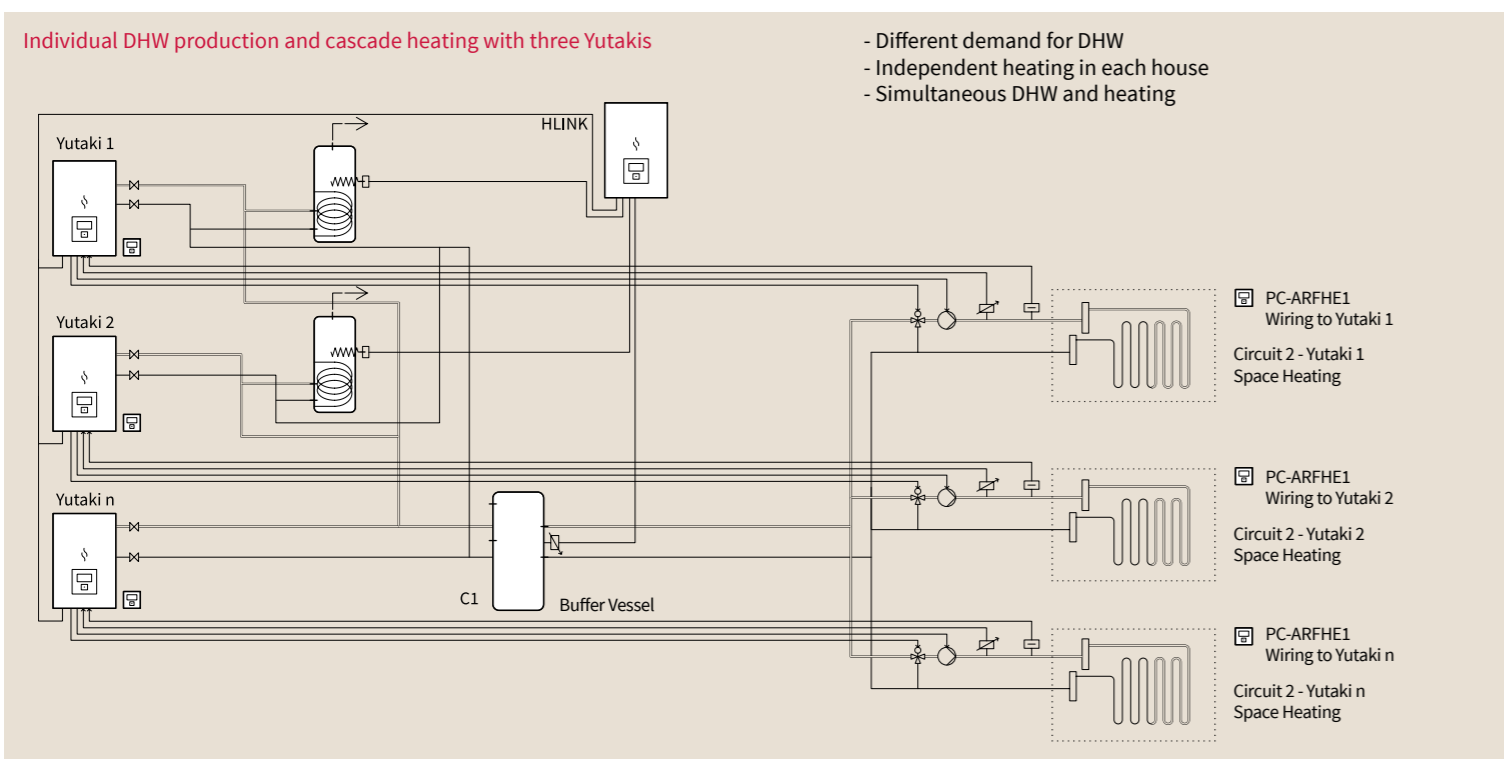 Individual DHW production and cascade heating with three Yutakis
- Different demand for DHW
- Independent heating in each house
- Simultaneous DHW and heating
HLINK
Yutaki 1
Yutaki 2
Yutaki n
C1
Buffer Vessel
PC-ARFHE1
Wiring to Yutaki 1
Circuit 2 - Yutaki 1
Space Heating
PC-ARFHE1
Wiring to Yutaki 2
Circuit 2 - Yutaki 2
Space Heating
PC-ARFHE1
Wiring to Yutaki n
Circuit 2 - Yutaki n
Space Heating